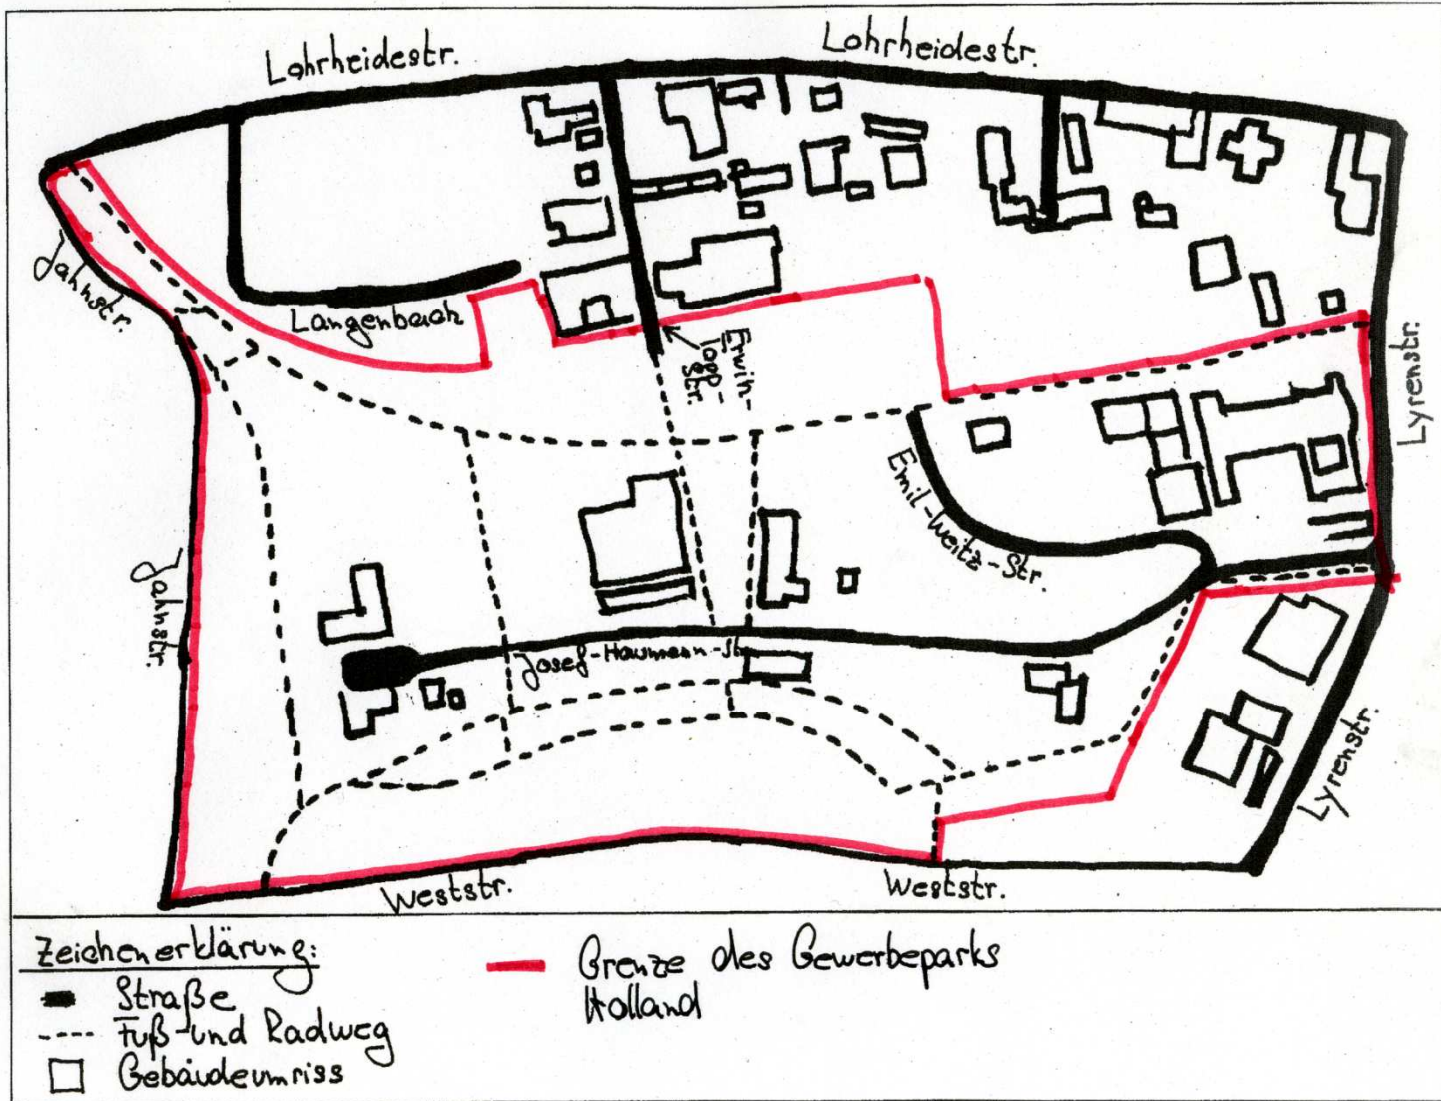 Lohrheidestr.
Lohrheidestr.
Jahnstr.
Langenbach
Erwin-
Topp-
Str.
Lyrenstr.
Emil-Weitz-Str.
Jahnstr.
Josef-Haumann-St
Lyrenstr.
Weststr.
Weststr.
Zeichenerklärung:
Straße
Fuß- und Radweg
Gebäudeumriss
Grenze des Gewerbeparks
Holland